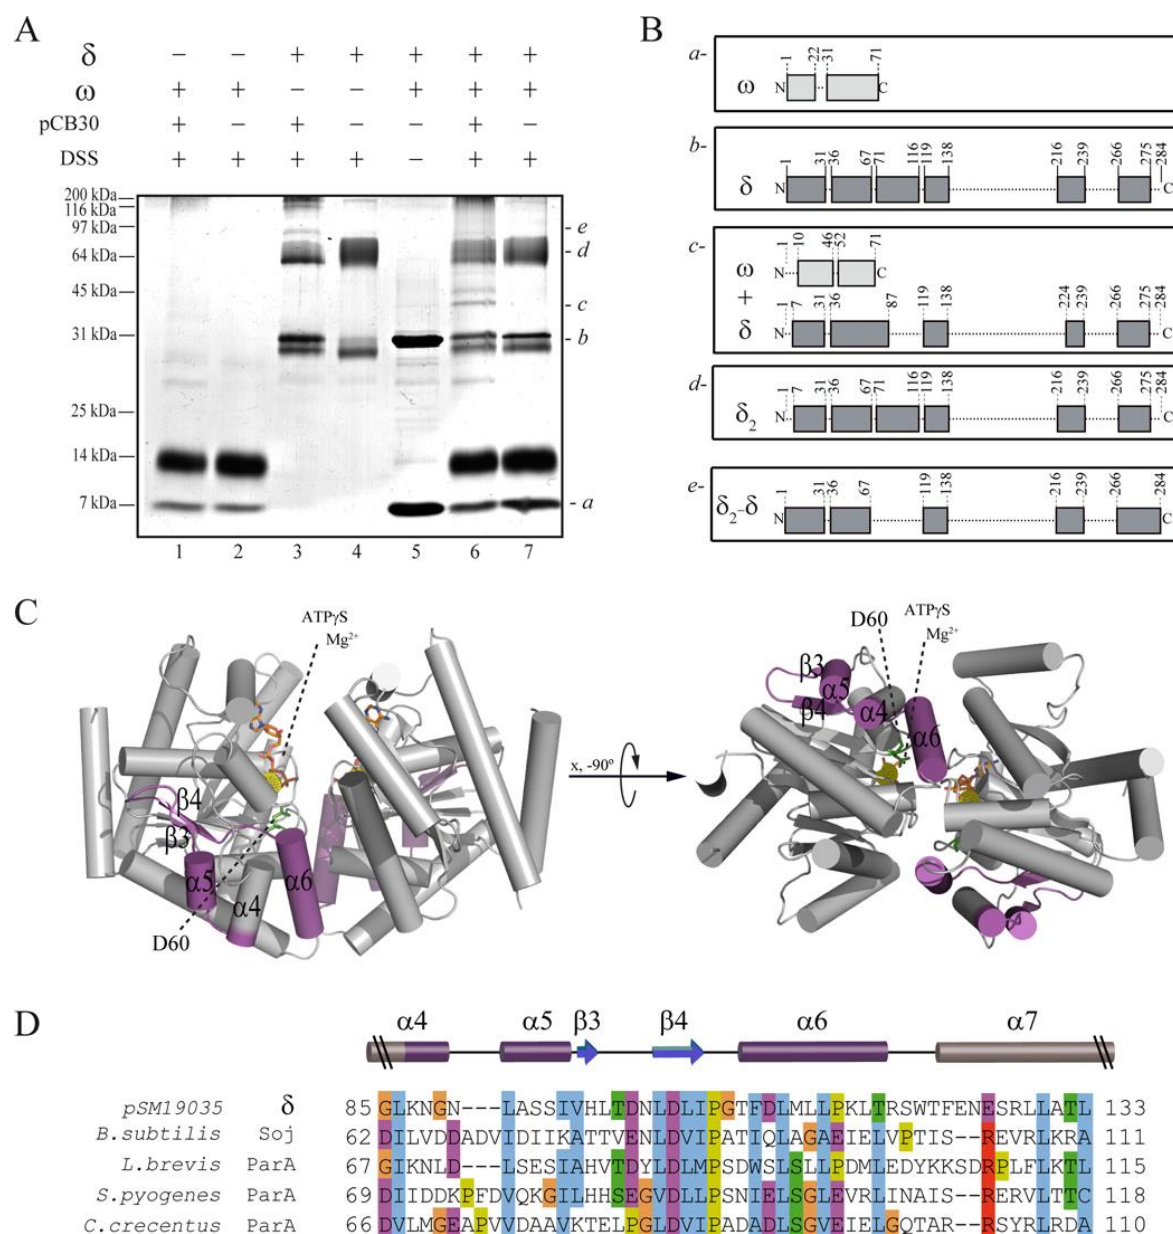 A
δ − − + + + + +
ω + + − − + + +
pCB30 + − + − − + −
DSS + + + + − + +
200 kDa
116 kDa
97 kDa
64 kDa
45 kDa
31 kDa
25 kDa
14 kDa
7 kDa
- e
- d
- c
- b
- a
1 2 3 4 5 6 7
B
a-
ω
1 22 31 71
N C
b-
δ
1 31 36 67 71 116 119 138 216 239 266 275 284
N C
c-
ω
1 10 46 52 71
N C
+
δ
1 7 31 36 87 119 138 224 239 266 275 284
N C
d-
δ2
1 7 31 36 67 71 116 119 138 216 239 266 275 284
N C
e-
δ2-δ
1 31 36 67 119 138 216 239 266 284
N C
C
ATPγS
Mg2+
β4
β3
α5
α4
α6
D60
x, -90º
D60
ATPγS
Mg2+
β3
α5
β4
α4
α6
D
α4 α5 β3 β4 α6 α7
pSM19035 δ 85 GLKNGN---LASSIVHLTDNLDLIPGTFDLMLLPKLTRSWTFENESRLLATL 133
B.subtilis Soj 62 DILVDDADVIDIIKATTVENLDVIPATIQLAGAEIELVPTIS--REVRLKRA 111
L.brevis ParA 67 GIKNLD---LSESIAHVTDYLDLMPSDWSLSLLPDMLEDYKKSDRPLFLKTL 115
S.pyogenes ParA 69 DIIDDKPFDVQKGILHHSEGVDLLPSNIELSGLEVRLINAIS--RERVLTTC 118
C.crecentus ParA 66 DVLMGEAPVVDAAVKTELPGLDVIPADADLSGVEIELGQTAR--RSYRLRDA 110